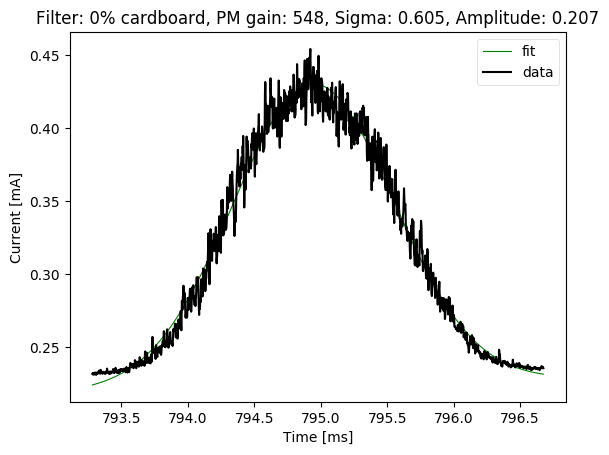 Filter: 0% cardboard, PM gain: 548, Sigma: 0.605, Amplitude: 0.207
fit
data
Current [mA]
0.45
0.40
0.35
0.30
0.25
793.5 794.0 794.5 795.0 795.5 796.0 796.5
Time [ms]